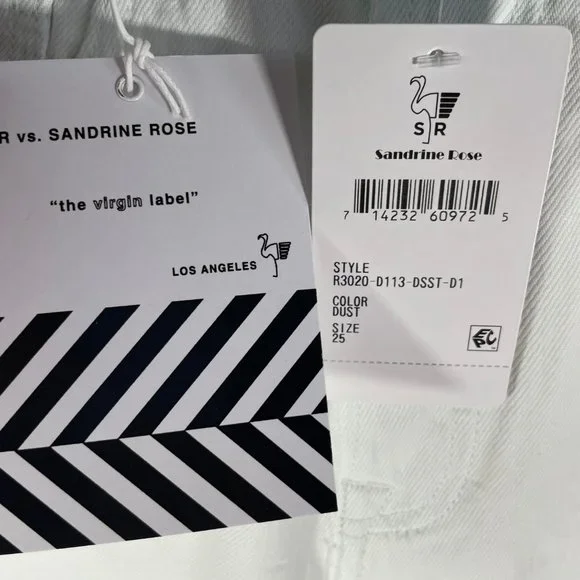 R vs. SANDRINE ROSE
"the virgin label"
LOS ANGELES
S R
Sandrine Rose
7 14232 60972 5
STYLE
R3020-D113-DSST-D1
COLOR
DUST
SIZE
25
EPC